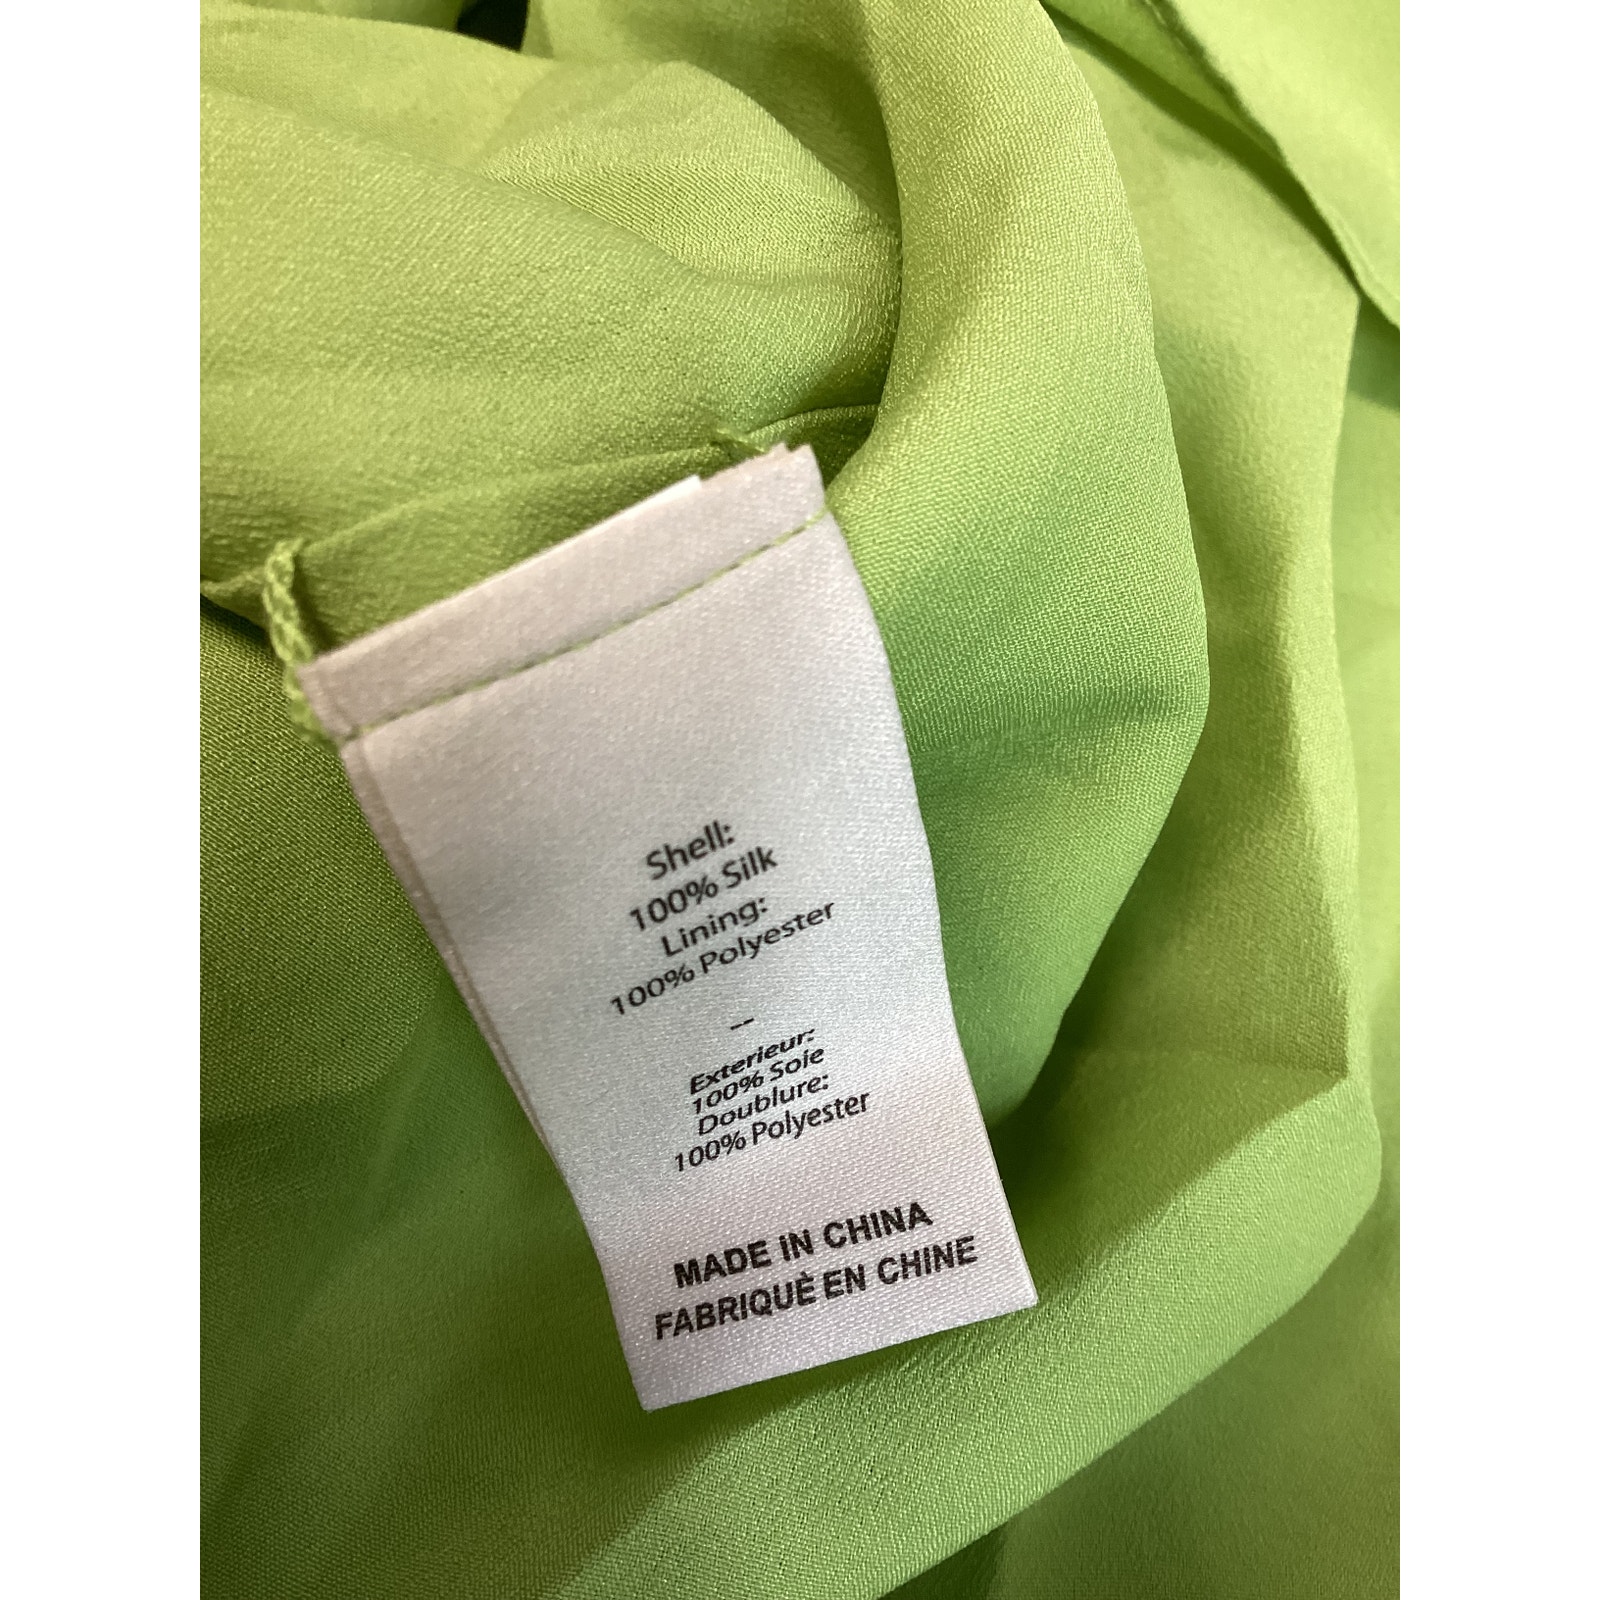 Shell:
100% Silk
Lining:
100% Polyester
--
Exterieur:
100% Soie
Doublure:
100% Polyester
MADE IN CHINA
FABRIQUÈ EN CHINE